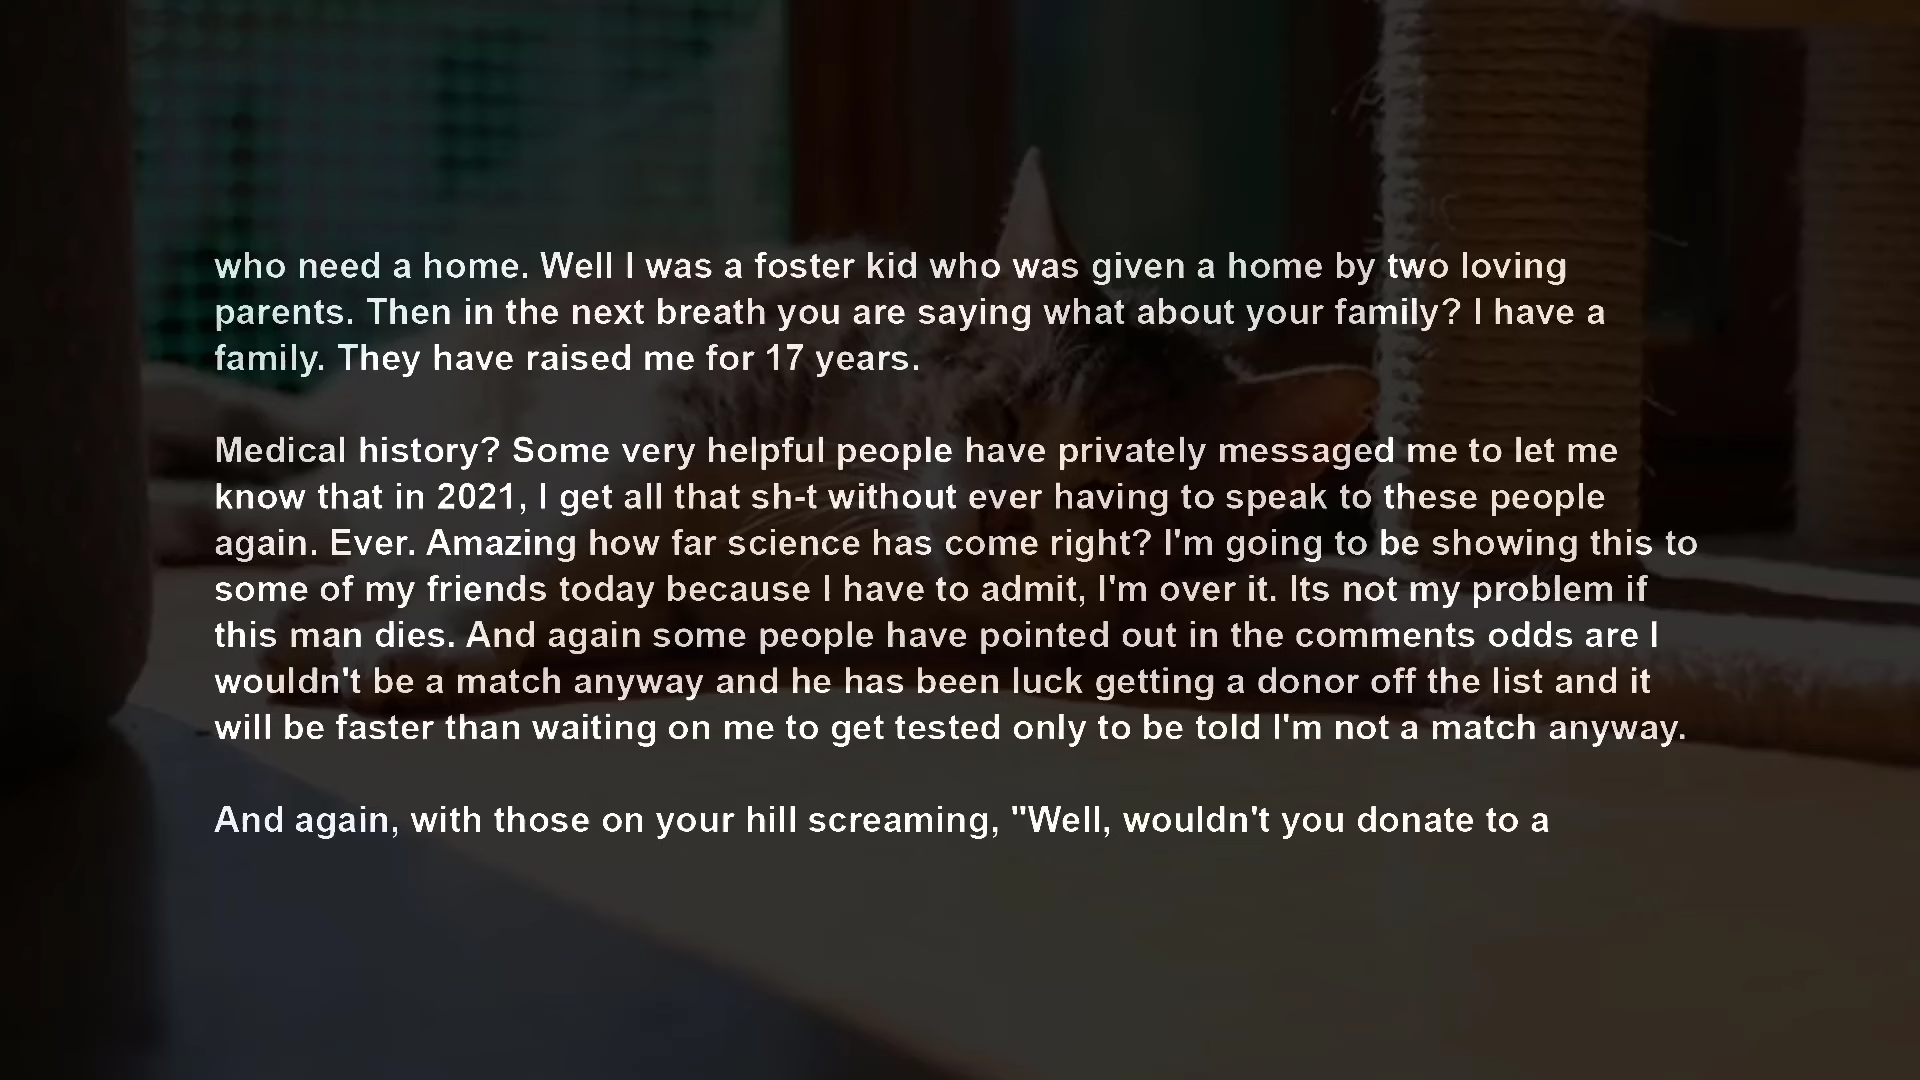 who need a home. Well I was a foster kid who was given a home by two loving
parents. Then in the next breath you are saying what about your family? I have a
family. They have raised me for 17 years.
Medical history? Some very helpful people have privately messaged me to let me
know that in 2021, I get all that sh-t without ever having to speak to these people
again. Ever. Amazing how far science has come right? I'm going to be showing this to
some of my friends today because I have to admit, I'm over it. Its not my problem if
this man dies. And again some people have pointed out in the comments odds are I
wouldn't be a match anyway and he has been luck getting a donor off the list and it
will be faster than waiting on me to get tested only to be told I'm not a match anyway.
And again, with those on your hill screaming, "Well, wouldn't you donate to a